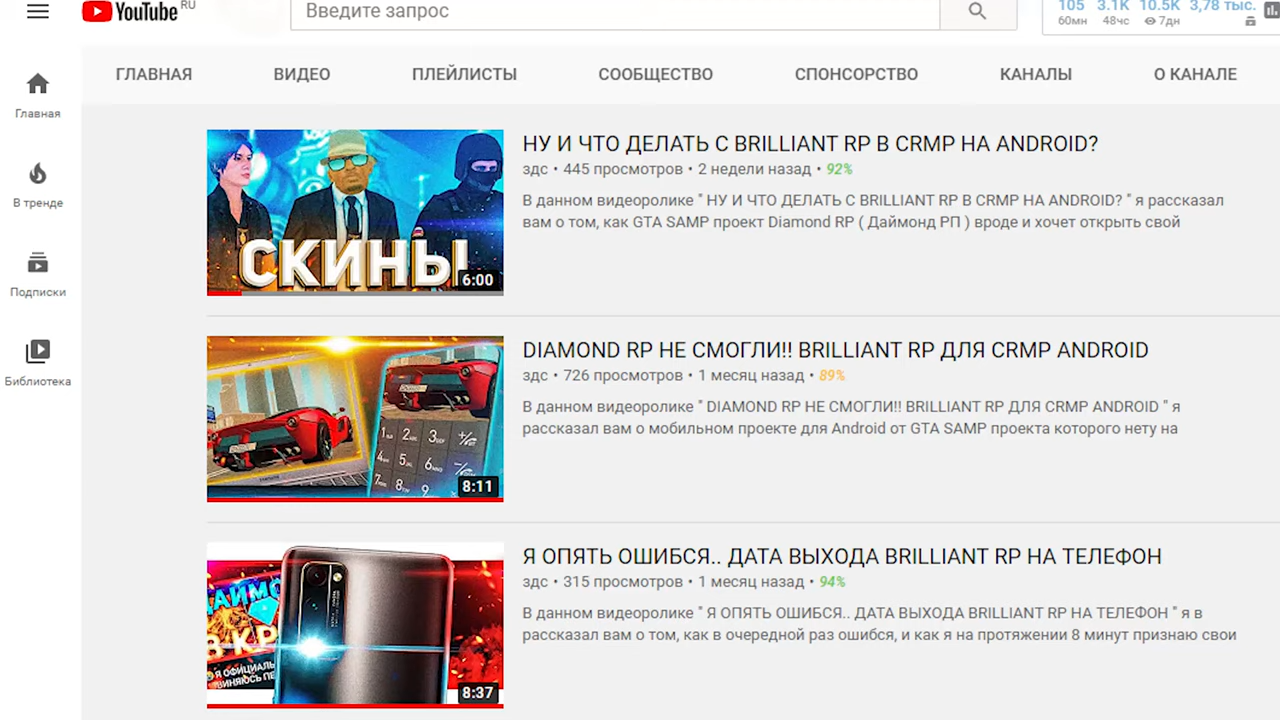 YouTube RU
Введите запрос
105 3.1K 10.5K 3,78 тыс.
60мн 48чс 7дн
ГЛАВНАЯ ВИДЕО ПЛЕЙЛИСТЫ СООБЩЕСТВО СПОНСОРСТВО КАНАЛЫ О КАНАЛЕ
Главная
В тренде
Подписки
Библиотека
СКИНЫ
6:00
НУ И ЧТО ДЕЛАТЬ С BRILLIANT RP В CRMP НА ANDROID?
здс • 445 просмотров • 2 недели назад • 92%
В данном видеоролике " НУ И ЧТО ДЕЛАТЬ С BRILLIANT RP В CRMP НА ANDROID? " я рассказал
вам о том, как GTA SAMP проект Diamond RP ( Даймонд РП ) вроде и хочет открыть свой
8:11
DIAMOND RP НЕ СМОГЛИ!! BRILLIANT RP ДЛЯ CRMP ANDROID
здс • 726 просмотров • 1 месяц назад • 89%
В данном видеоролике " DIAMOND RP НЕ СМОГЛИ!! BRILLIANT RP ДЛЯ CRMP ANDROID " я
рассказал вам о мобильном проекте для Android от GTA SAMP проекта которого нету на
8:37
Я ОПЯТЬ ОШИБСЯ.. ДАТА ВЫХОДА BRILLIANT RP НА ТЕЛЕФОН
здс • 315 просмотров • 1 месяц назад • 94%
В данном видеоролике " Я ОПЯТЬ ОШИБСЯ.. ДАТА ВЫХОДА BRILLIANT RP НА ТЕЛЕФОН " я в
рассказал вам о том, как в очередной раз ошибся, и как я на протяжении 8 минут признаю свои